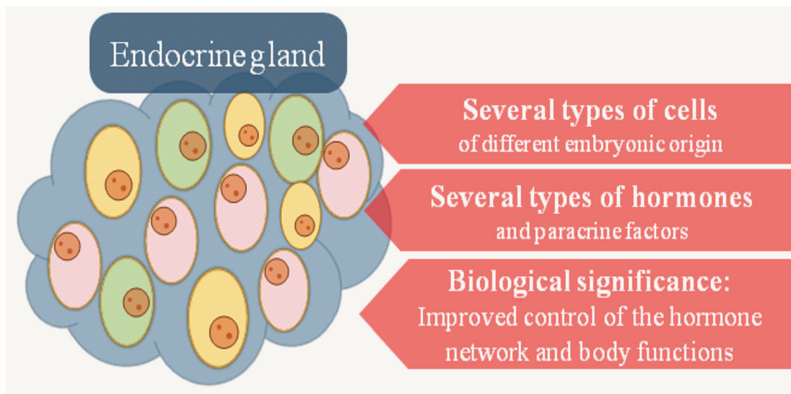 Endocrine gland
Several types of cells
of different embryonic origin
Several types of hormones
and paracrine factors
Biological significance:
Improved control of the hormone
network and body functions